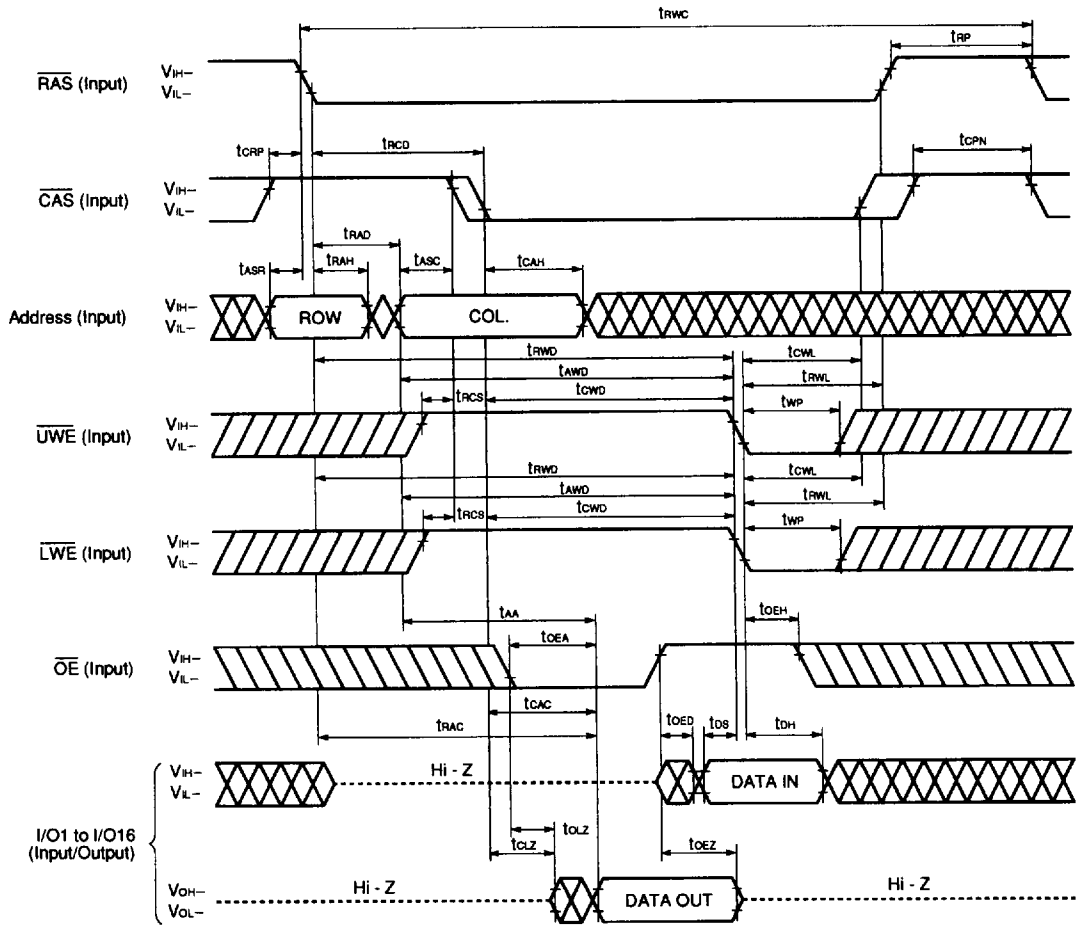 tRWC
tRP
RAS (Input)
VIH–
VIL–
tCRP
tRCD
tCPN
CAS (Input)
VIH–
VIL–
tRAD
tASR
tRAH
tASC
tCAH
Address (Input)
VIH–
VIL–
ROW
COL.
tRWD
tCWL
tAWD
tRWL
tRCS
tCWD
tWP
UWE (Input)
VIH–
VIL–
tRWD
tCWL
tAWD
tRWL
tRCS
tCWD
tWP
LWE (Input)
VIH–
VIL–
tAA
tOEH
tOEA
OE (Input)
VIH–
VIL–
tCAC
tRAC
tOED
tDS
tDH
VIH–
VIL–
Hi - Z
DATA IN
I/O1 to I/O16
(Input/Output)
tOLZ
tCLZ
tOEZ
VOH–
VOL–
Hi - Z
DATA OUT
Hi - Z